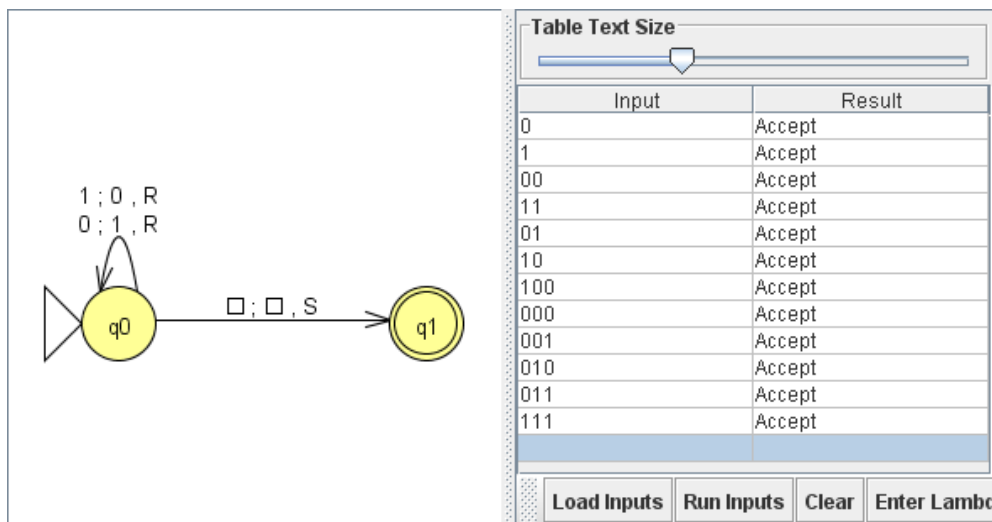 1 ; 0 , R
0 ; 1 , R
q0
□ ; □ , S
q1
Table Text Size
Input Result
0 Accept
1 Accept
00 Accept
11 Accept
01 Accept
10 Accept
100 Accept
000 Accept
001 Accept
010 Accept
011 Accept
111 Accept
Load Inputs Run Inputs Clear Enter